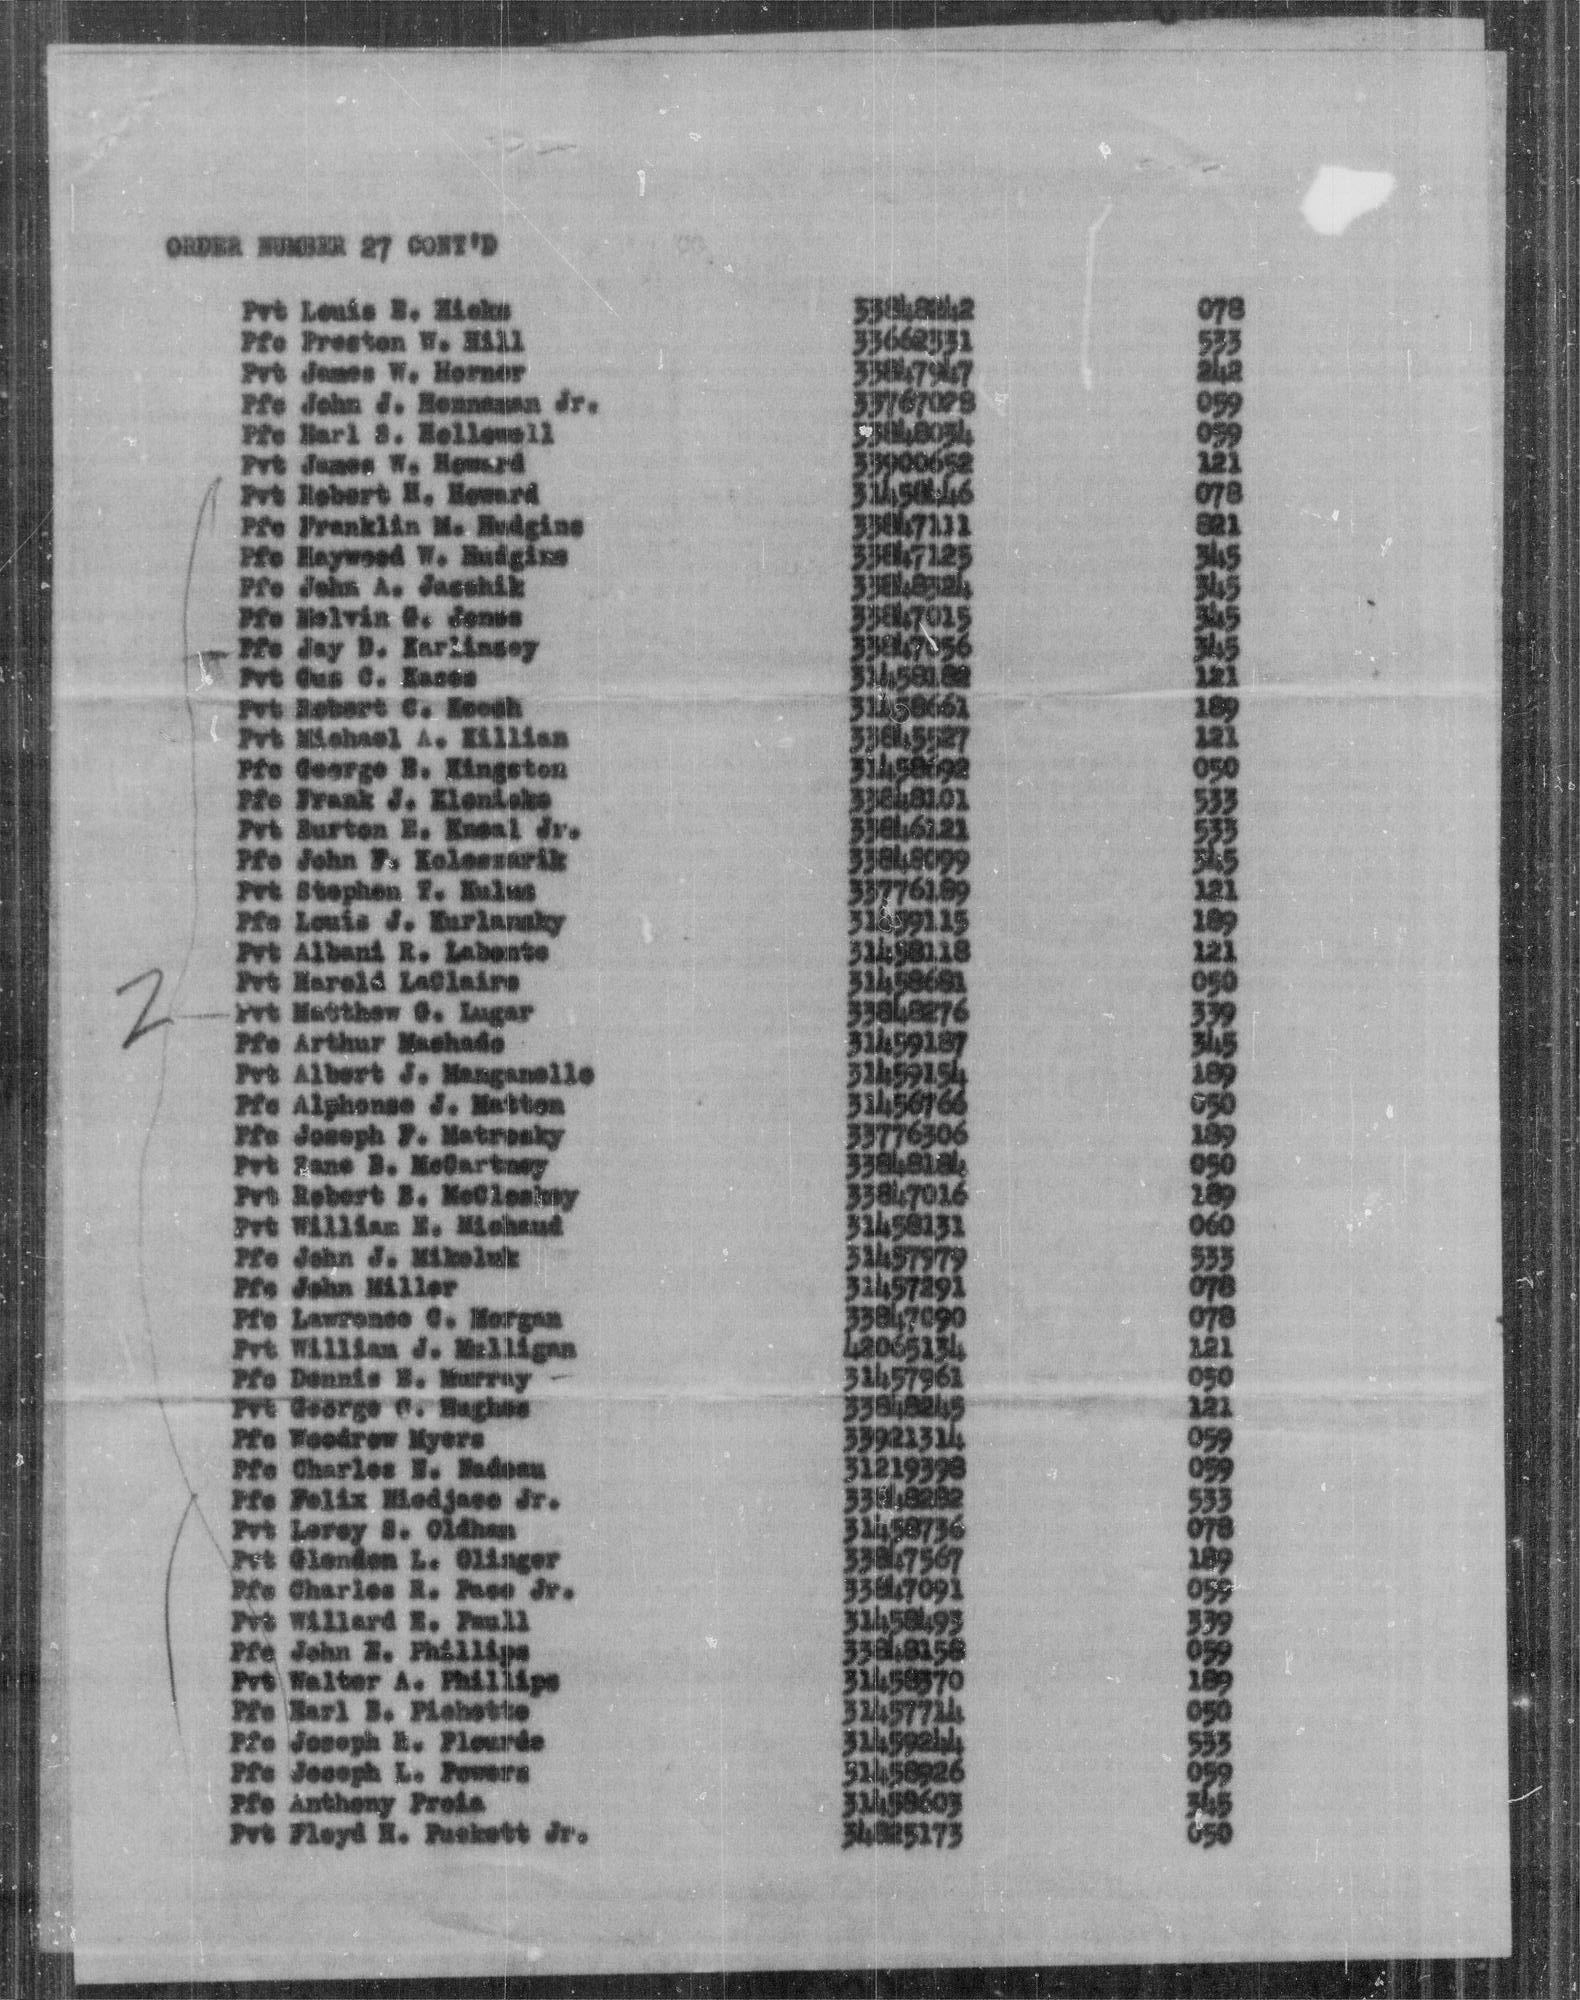 ORDER NUMBER 27 CONT'D
Pvt Louis E. Hicks 33848242 078
Pfc Preston W. Hill 33662331 533
Pvt James W. Horner 33847947 242
Pfc John J. Henneman Jr. 33767028 059
Pfc Earl S. Hollowell 33848034 059
Pvt James W. Howard 33900652 121
Pvt Robert H. Howard 078
Pfc Franklin M. Hudgins 33847111 821
Pfc Haywood W. Hudgins 33847125 345
Pfc John A. Jasehik 33848324 345
Pfc Melvin G. Jones 33847015 345
Pfc Jay D. Karlinsey 33847056 345
Pvt Gus C. Kases 31458182 121
Pvt Robert C. Keech 31458661 189
Pvt Michael A. Killian 33845527 121
Pfc George E. Kingston 31458692 050
Pfc Frank J. Klenicke 33848101 533
Pvt Burton E. Kneal Jr. 33846121 533
Pfc John F. Koleszarik 33848099 345
Pvt Stephen T. Kulus 33776189 121
Pfc Louis J. Kurlansky 31459115 189
Pvt Albani R. Labonte 31458118 121
Pvt Harold LaClaire 31458681 050
2 Pvt Matthew G. Lugar 33848276 339
Pfc Arthur Machado 31459187 345
Pvt Albert J. Manganello 31459154 189
Pfc Alphonse J. Matton 31456766 050
Pfc Joseph F. Matrosky 33776306 189
Pvt Zane B. McCartney 33848184 050
Pvt Robert B. McCloskey 33847016 189
Pvt William E. Michaud 31458131 060
Pfc John J. Mikoluk 31457979 533
Pfc John Miller 31457291 078
Pfc Lawrence C. Morgan 33847090 078
Pvt William J. Mulligan 42065134 121
Pfc Dennis E. Murray 31457961 050
Pvt George C. Hughes 33848245 121
Pfc Woodrow Myers 33921314 059
Pfc Charles N. Nadeau 31219398 059
Pfc Felix Niedjaco Jr. 33848282 533
Pvt Leroy S. Oldham 31458736 078
Pvt Glendon L. Olinger 33847567 189
Pfc Charles R. Pace Jr. 33847091 059
Pvt Willard E. Paull 31458493 339
Pfc John E. Phillips 33848158 059
Pvt Walter A. Phillips 31458370 189
Pfc Earl B. Pichette 31457714 050
Pfc Joseph R. Plourde 31459244 533
Pfc Joseph L. Powers 31458926 059
Pfc Anthony Proia 31458603 345
Pvt Floyd H. Puckett Jr. 34825173 050